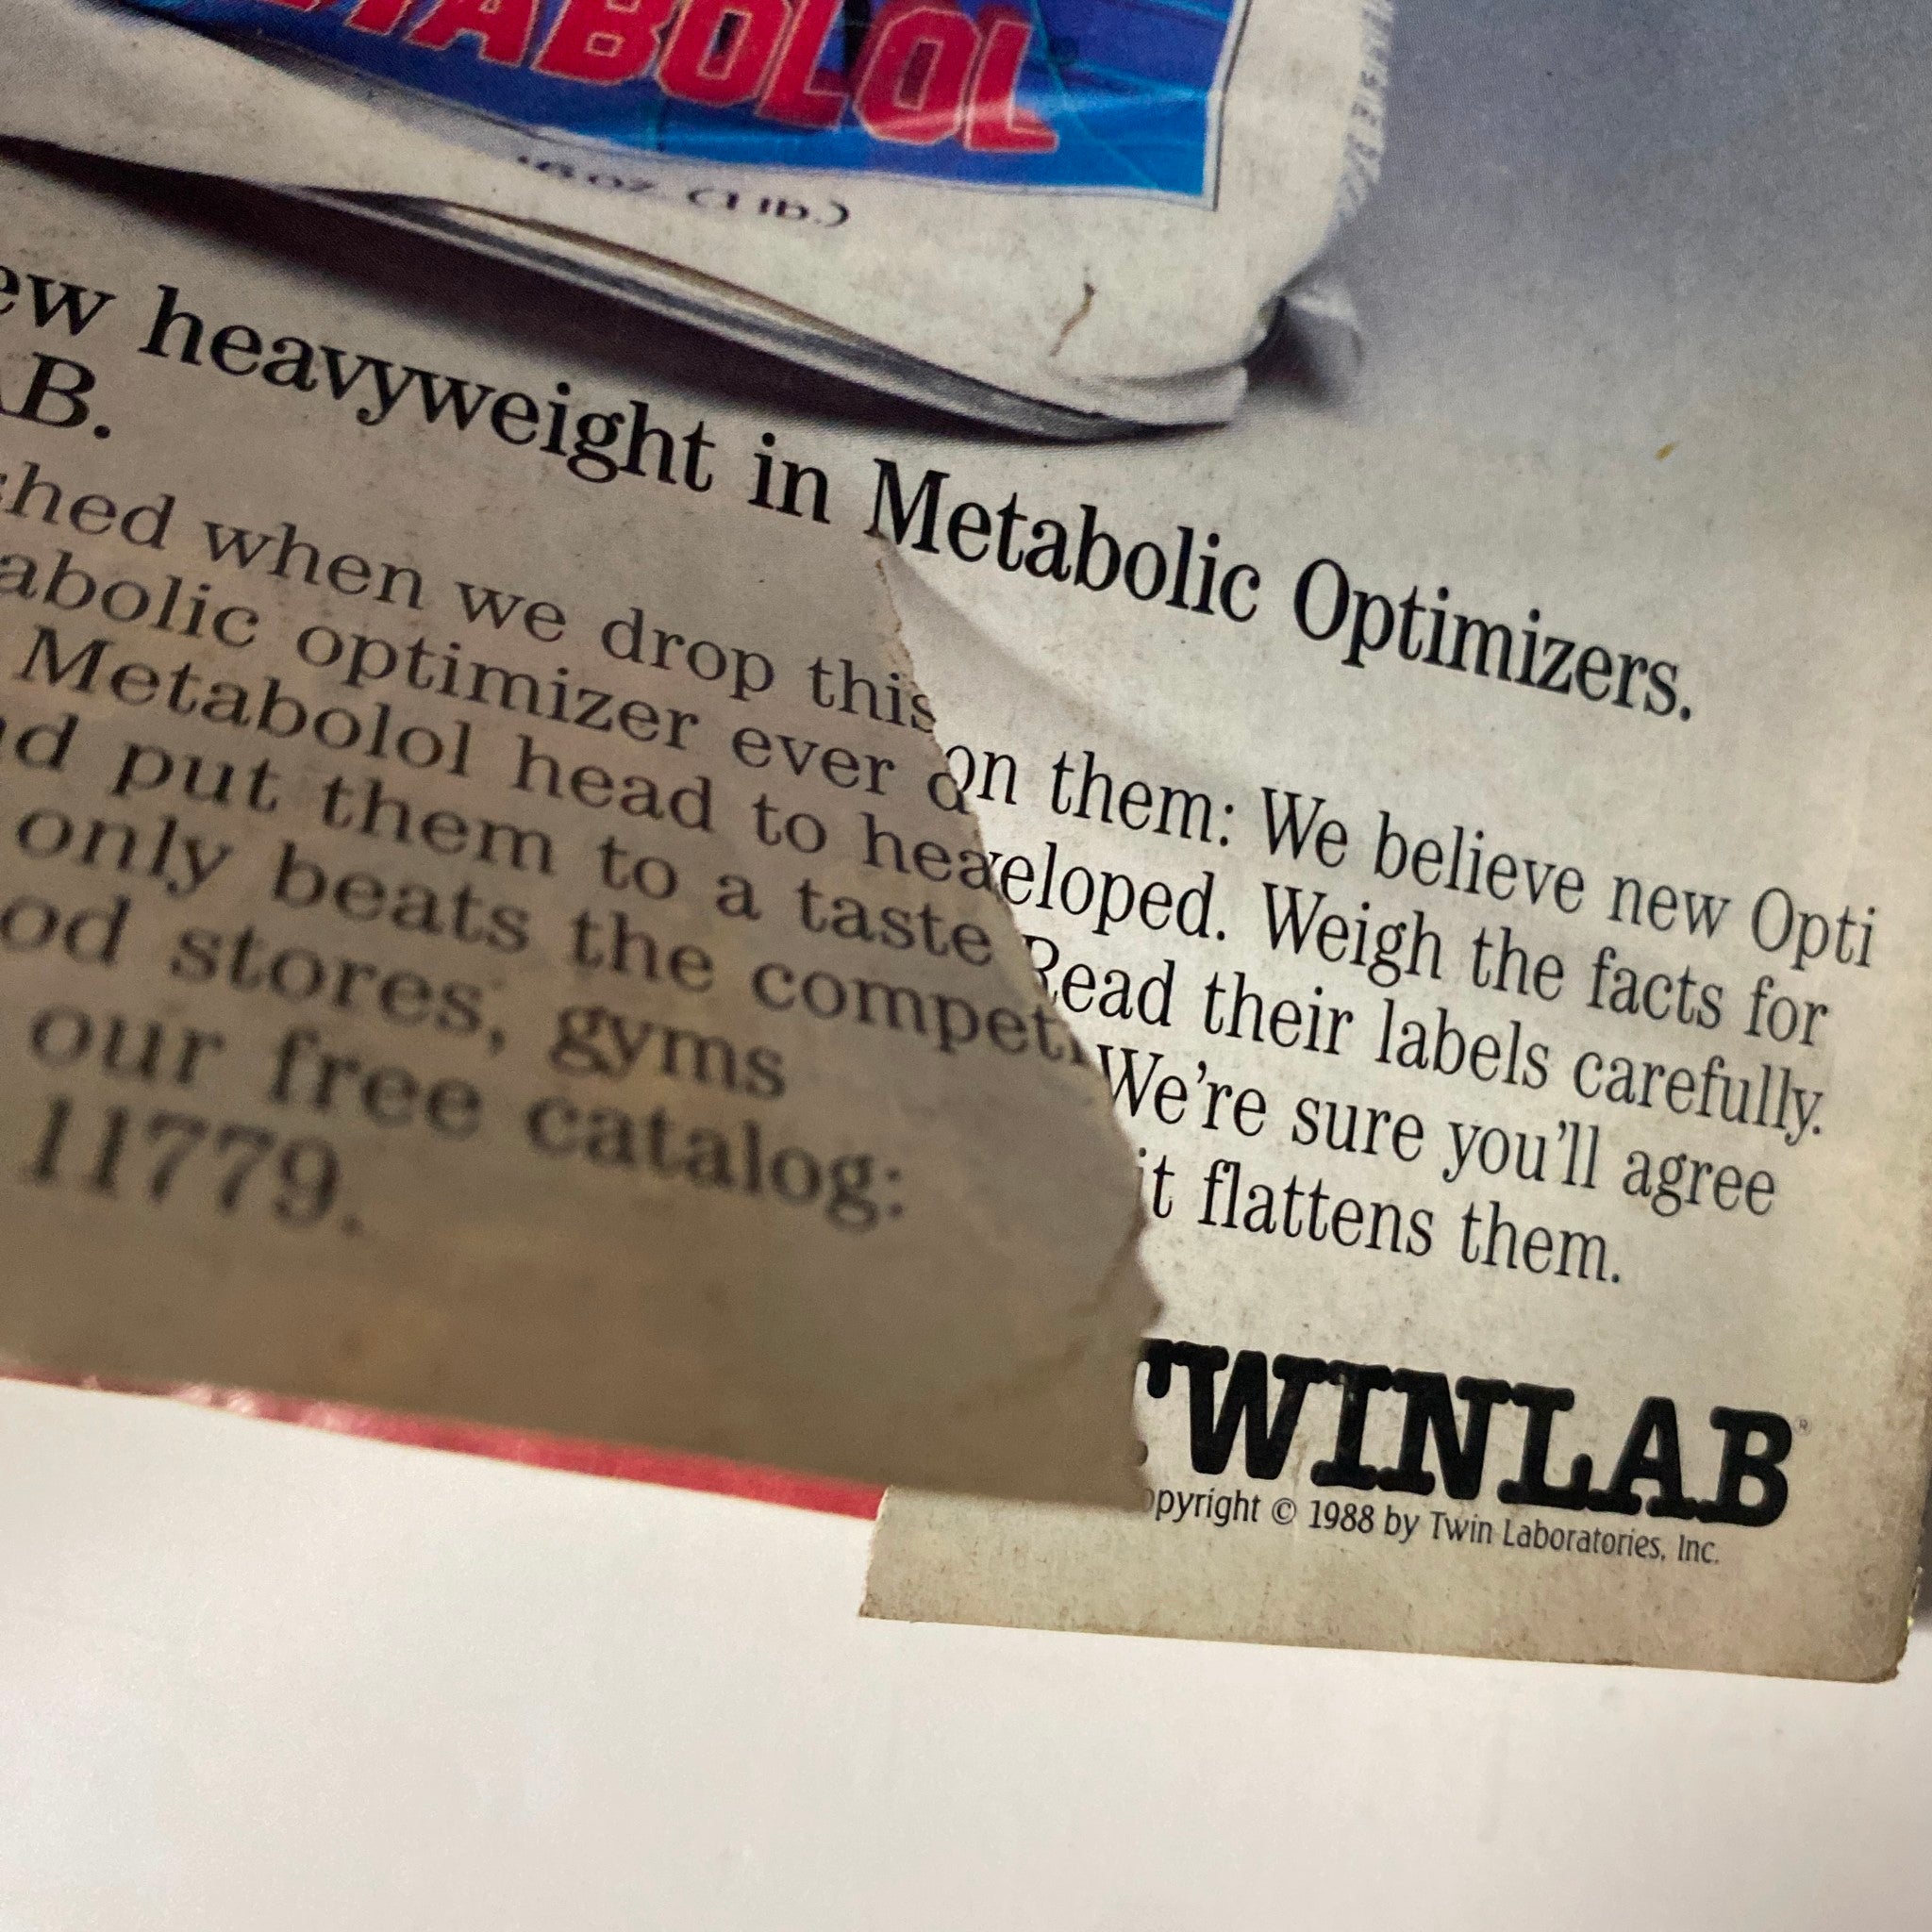 TABOLOL
16 oz. (1 lb.)
ew heavyweight in Metabolic Optimizers.
AB.
shed when we drop this on them: We believe new Opti
abolic optimizer ever developed. Weigh the facts for
Metabolol head to head. Read their labels carefully.
nd put them to a taste We're sure you'll agree
only beats the competi it flattens them.
od stores, gyms
our free catalog:
11779.
TWINLAB®
opyright © 1988 by Twin Laboratories, Inc.